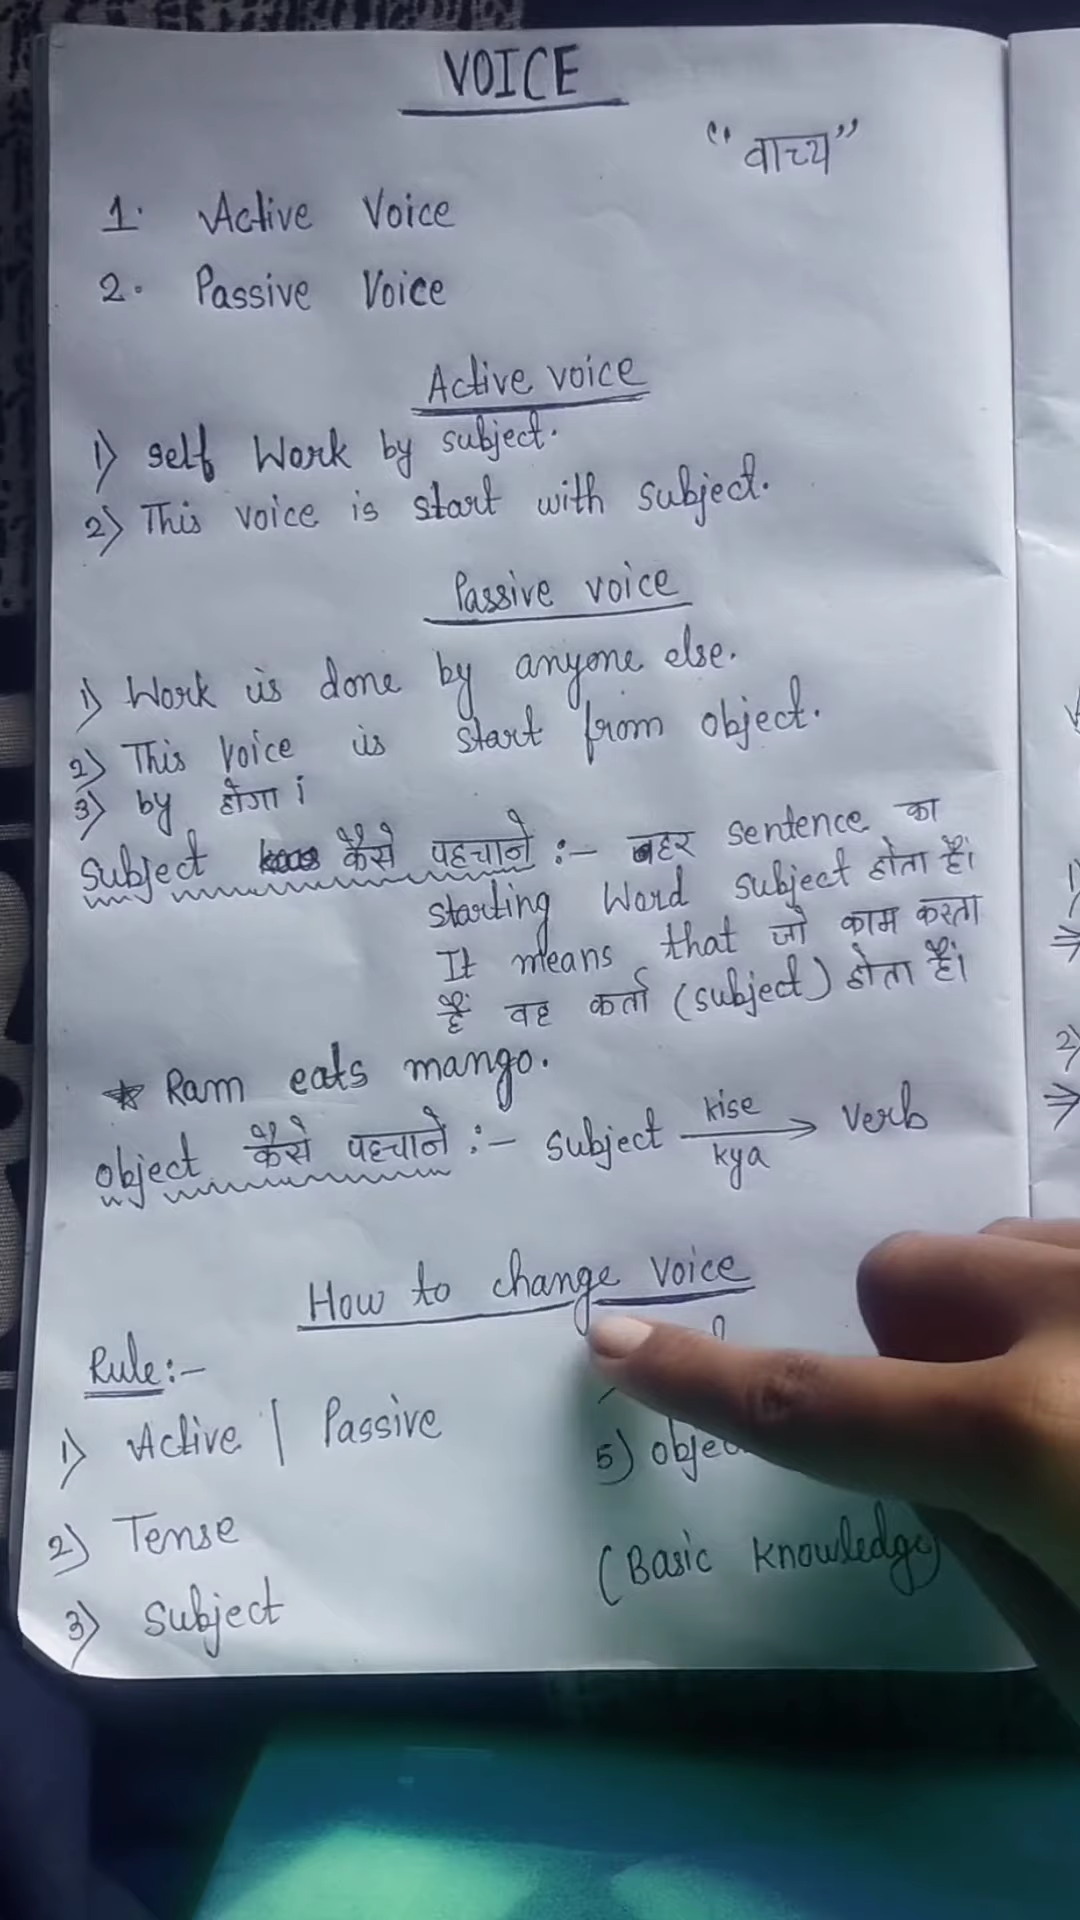 VOICE
"वाच्य"
1. Active Voice
2. Passive Voice
Active voice
1) self Work by subject.
2) This voice is start with subject.
Passive voice
1) Work is done by anyone else.
2) This voice is start from object.
3) by होगा।
Subject कैसे पहचाने :- हर sentence का
starting Word subject होता हैं।
It means that जो काम करता
हैं वह कर्ता (subject) होता हैं।
★ Ram eats mango.
object कैसे पहचाने :- subject kise kya → verb
How to change voice
Rule:-
1) Active | Passive
2) Tense
3) Subject
5)
(Basic knowledge)